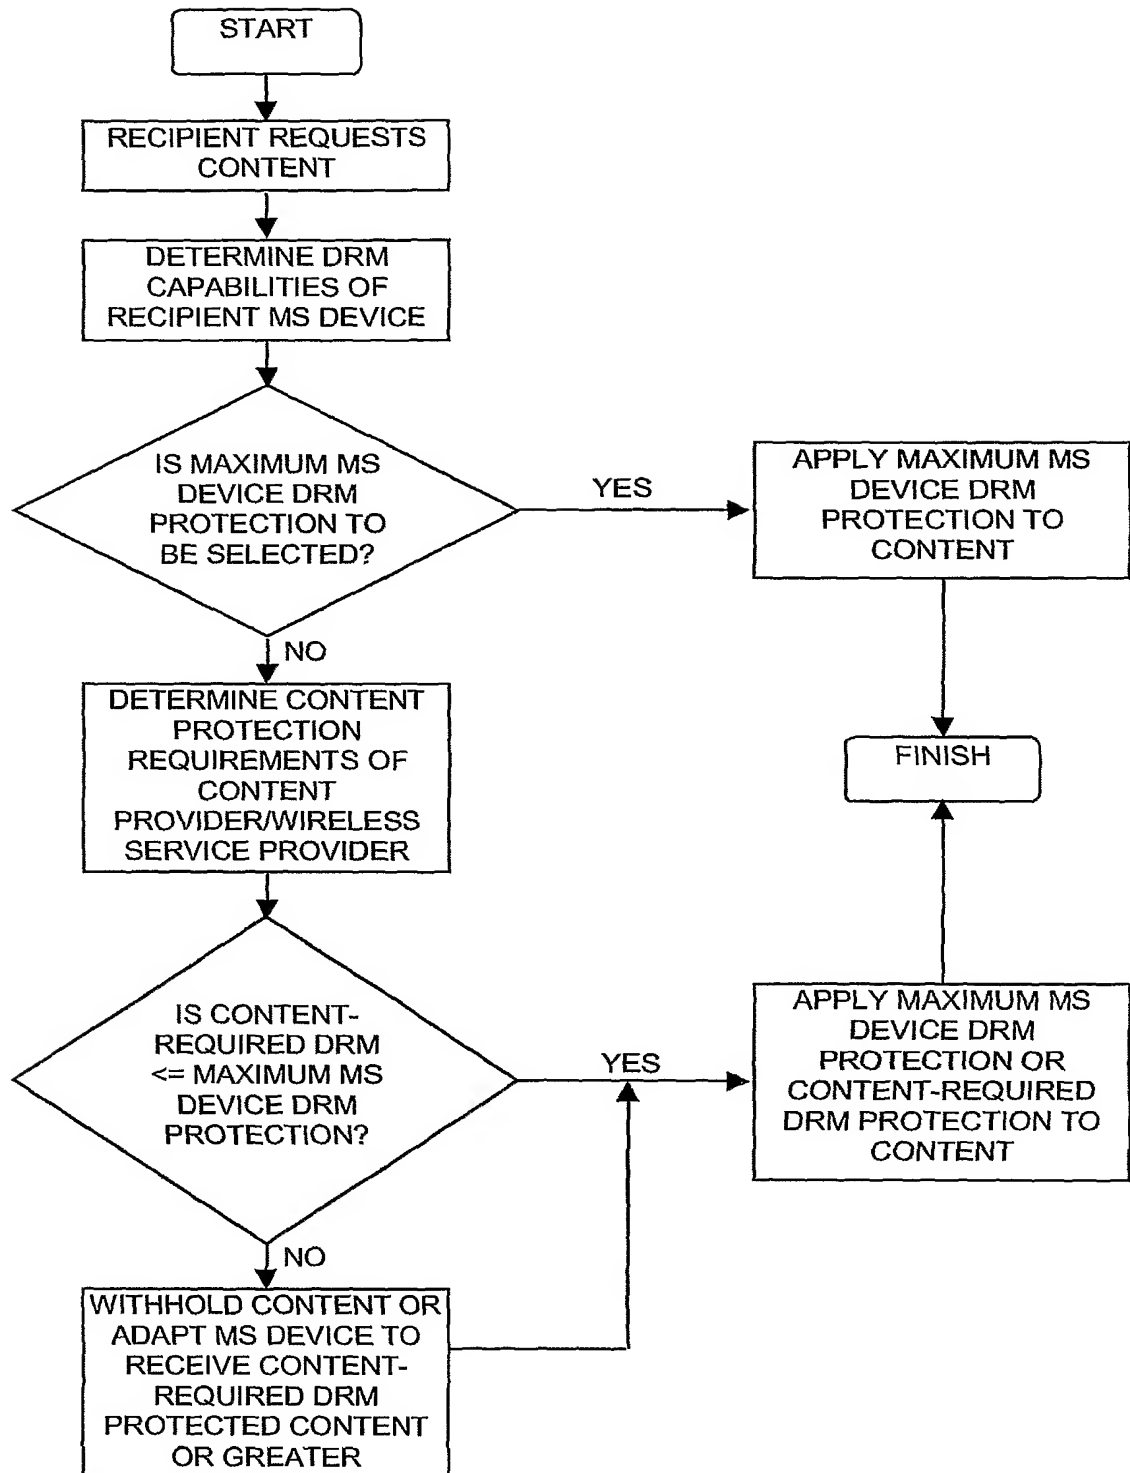 START
RECIPIENT REQUESTS
CONTENT
DETERMINE DRM
CAPABILITIES OF
RECIPIENT MS DEVICE
IS MAXIMUM MS
DEVICE DRM
PROTECTION TO
BE SELECTED?
YES
APPLY MAXIMUM MS
DEVICE DRM
PROTECTION TO
CONTENT
NO
DETERMINE CONTENT
PROTECTION
REQUIREMENTS OF
CONTENT
PROVIDER/WIRELESS
SERVICE PROVIDER
FINISH
IS CONTENT-
REQUIRED DRM
<= MAXIMUM MS
DEVICE DRM
PROTECTION?
YES
APPLY MAXIMUM MS
DEVICE DRM
PROTECTION OR
CONTENT-REQUIRED
DRM PROTECTION TO
CONTENT
NO
WITHHOLD CONTENT OR
ADAPT MS DEVICE TO
RECEIVE CONTENT-
REQUIRED DRM
PROTECTED CONTENT
OR GREATER